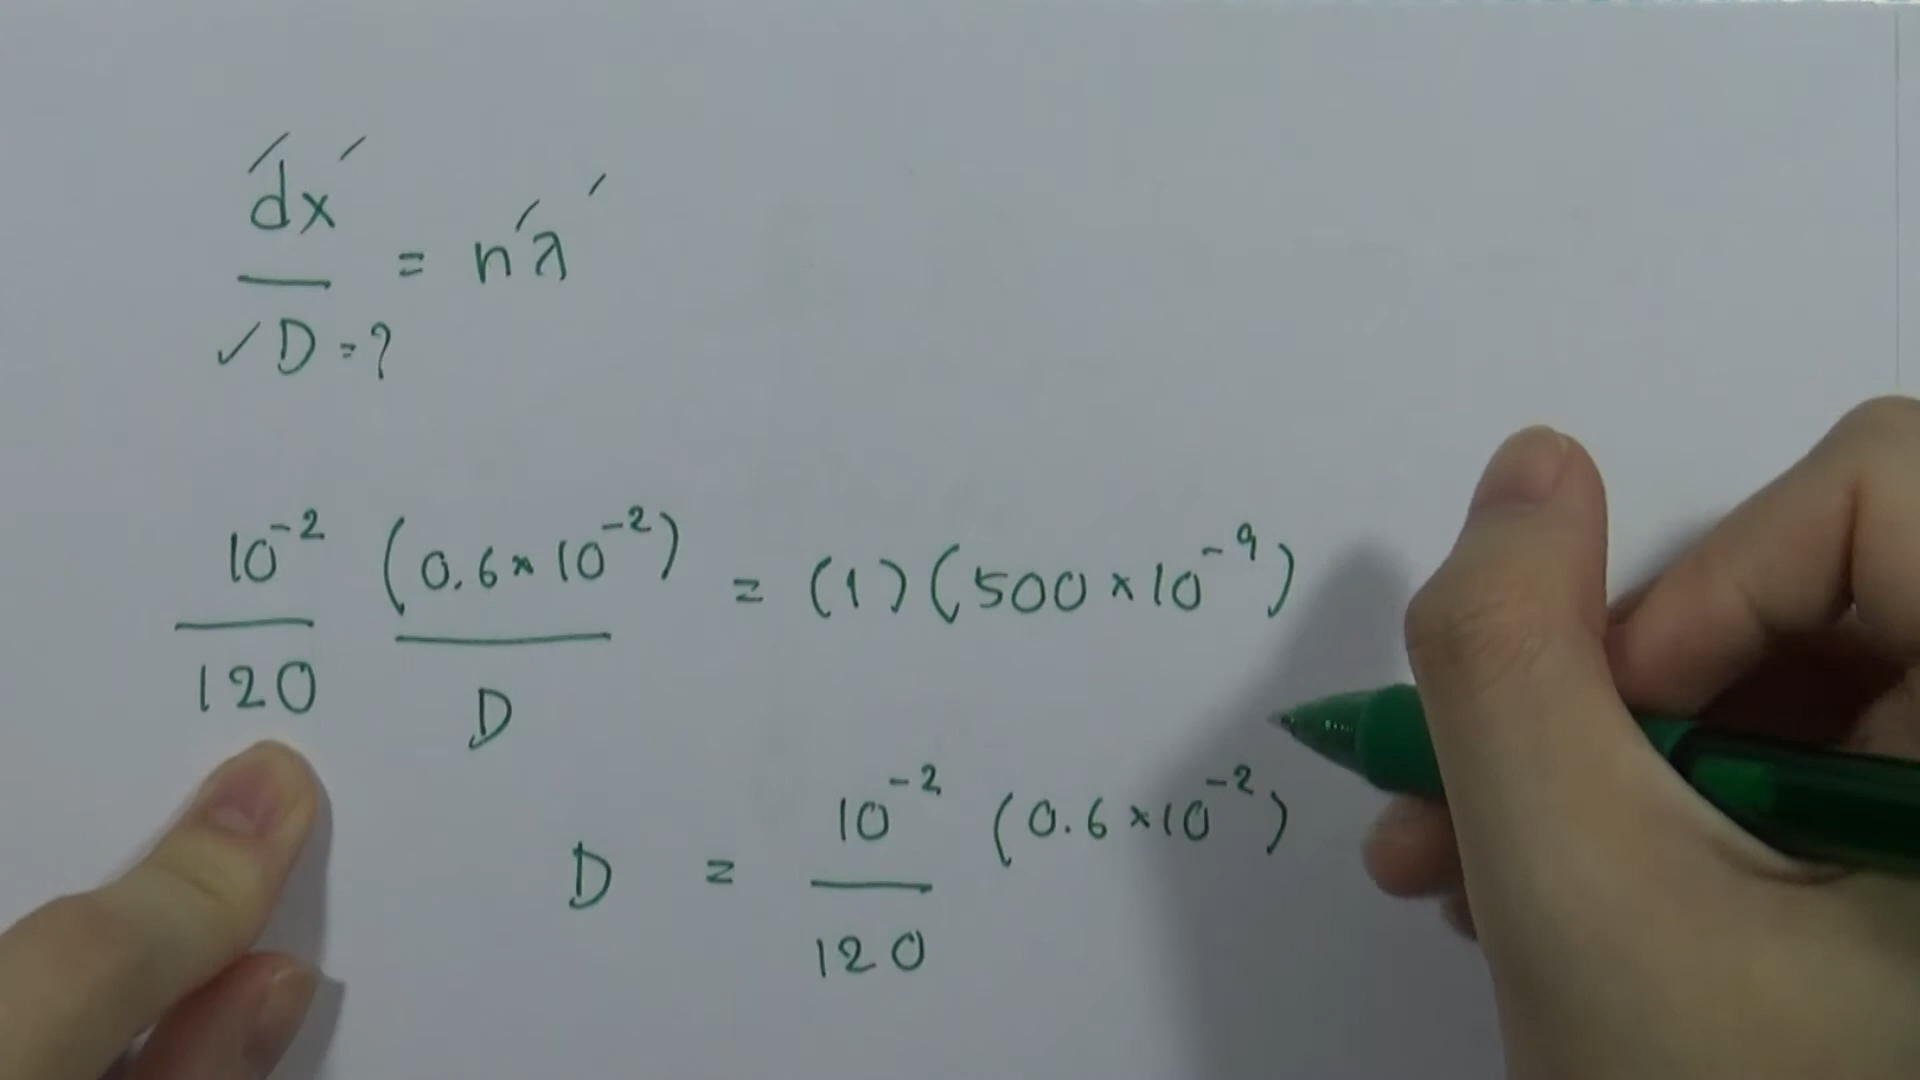 dx
— = nλ
✓ D = ?
10⁻² (0.6 × 10⁻²) = (1) (500 × 10⁻⁹)
120 D
D = 10⁻² (0.6 × 10⁻²)
120